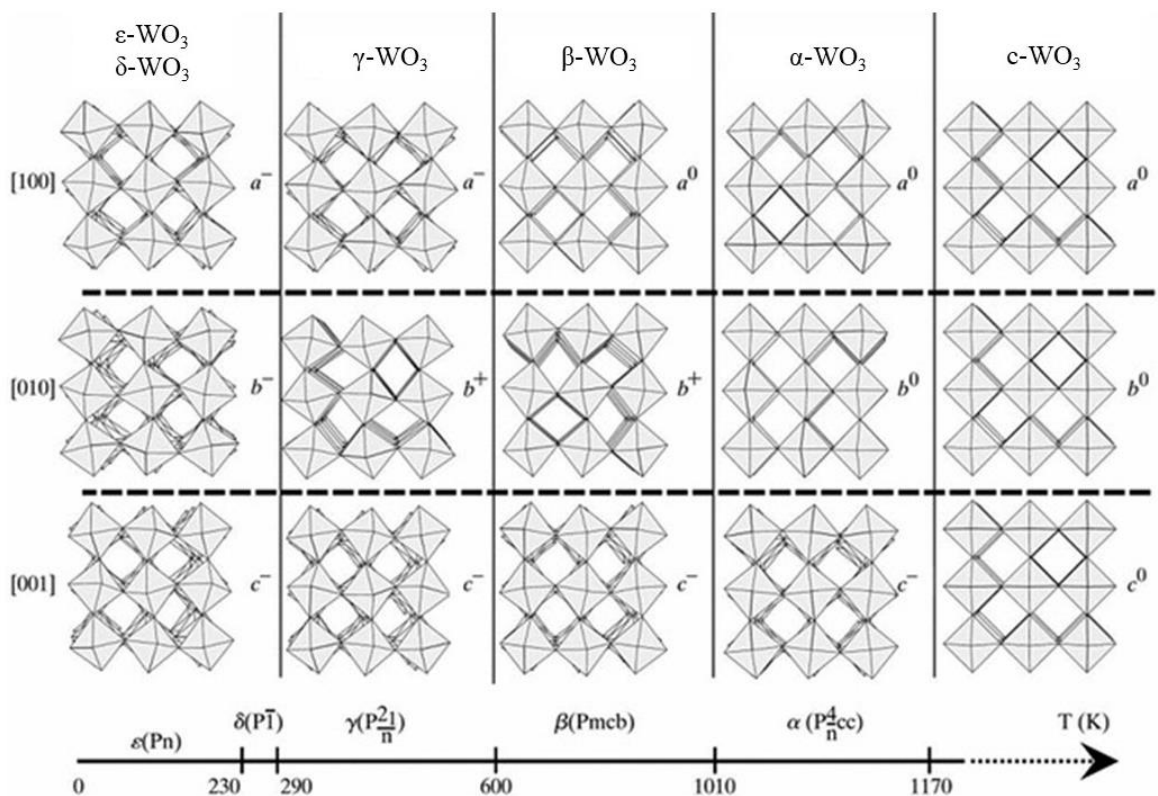 ε-WO₃
δ-WO₃
γ-WO₃
β-WO₃
α-WO₃
c-WO₃
[100]
a⁻
a⁻
a⁰
a⁰
a⁰
[010]
b⁻
b⁺
b⁺
b⁰
b⁰
[001]
c⁻
c⁻
c⁻
c⁻
c⁰
ε(Pn)
δ(P1̄)
γ(P2₁/n)
β(Pmcb)
α (P4/n cc)
T (K)
0
230
290
600
1010
1170